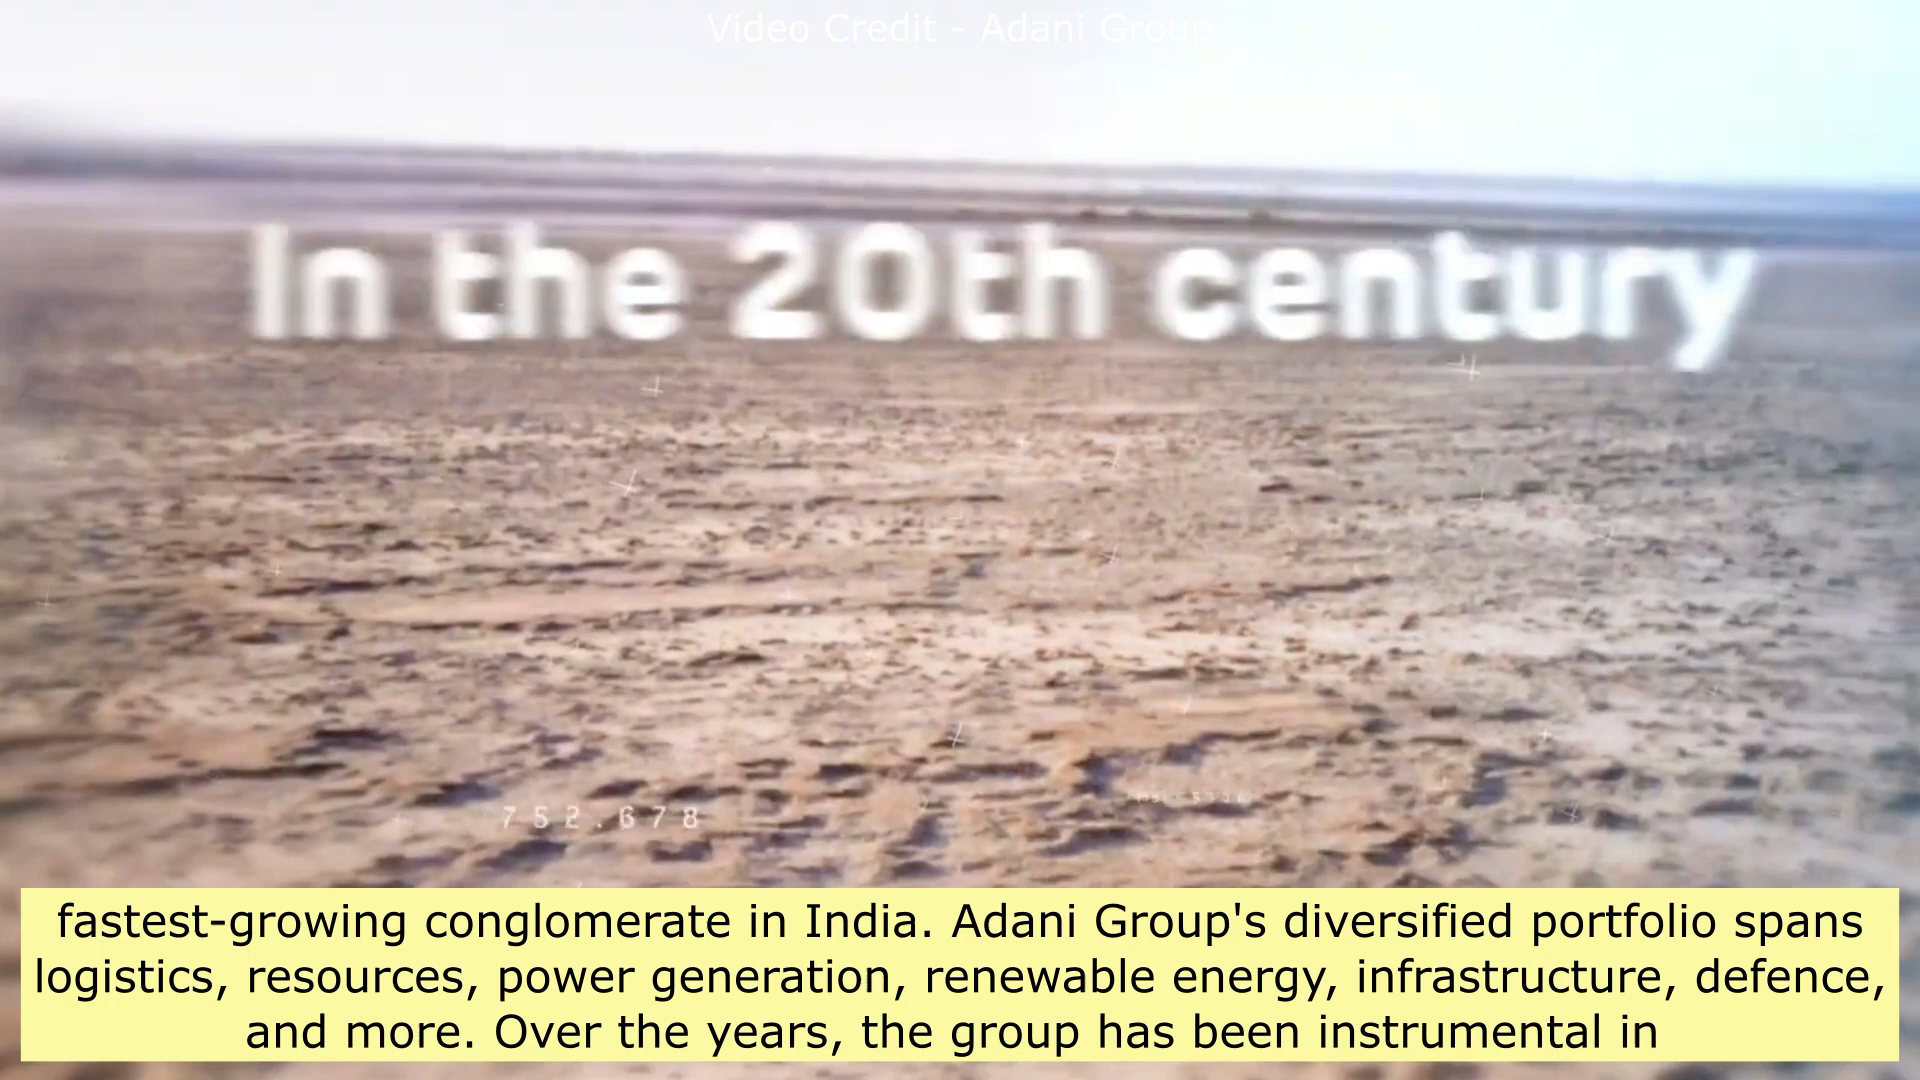 Video Credit - Adani Group
In the 20th century
752.678
fastest-growing conglomerate in India. Adani Group's diversified portfolio spans
logistics, resources, power generation, renewable energy, infrastructure, defence,
and more. Over the years, the group has been instrumental in